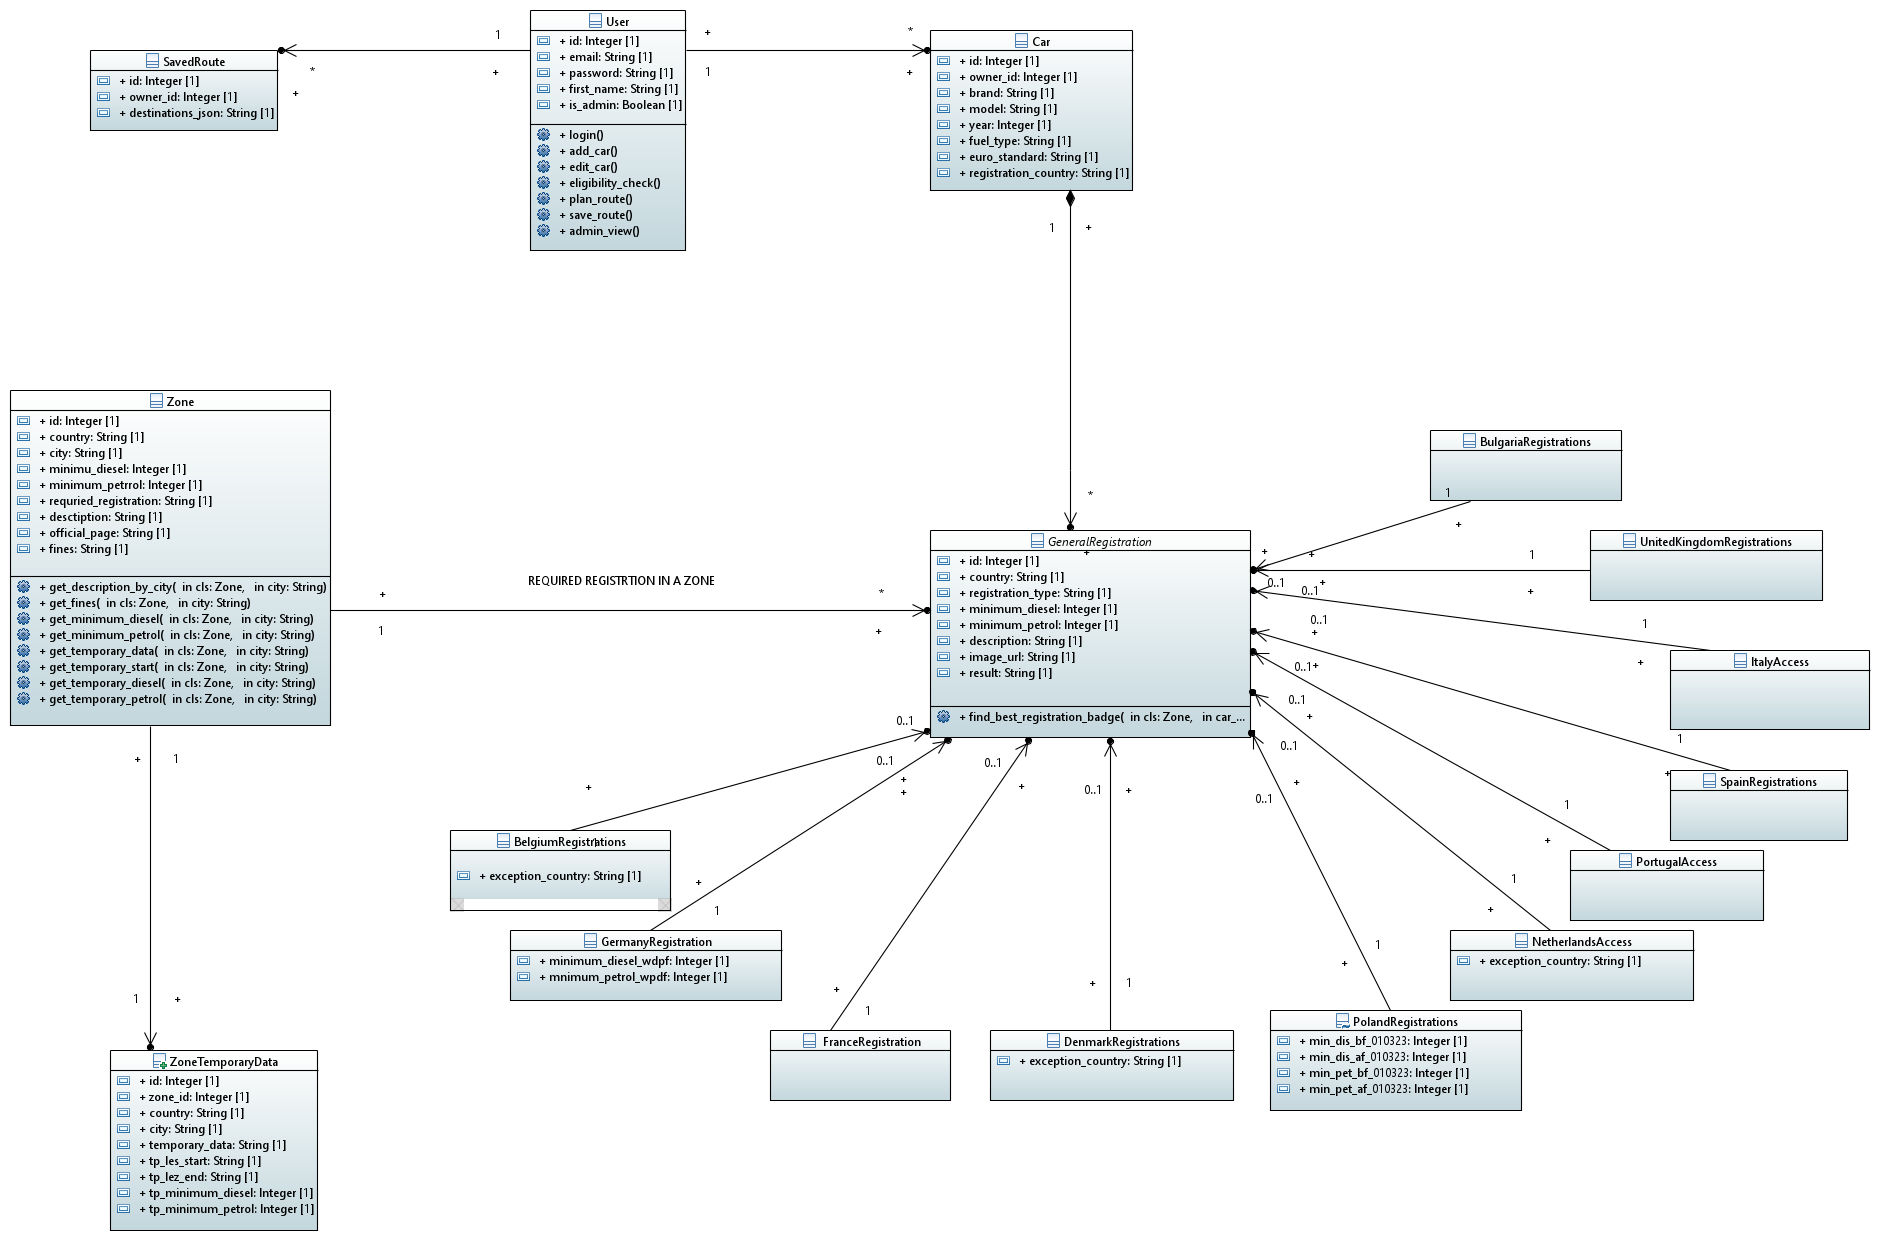 User
+ id: Integer [1]
+ email: String [1]
+ password: String [1]
+ first_name: String [1]
+ is_admin: Boolean [1]
+ login()
+ add_car()
+ edit_car()
+ eligibility_check()
+ plan_route()
+ save_route()
+ admin_view()
SavedRoute
+ id: Integer [1]
+ owner_id: Integer [1]
+ destinations_json: String [1]
1
+
*
+
+
1
*
+
Car
+ id: Integer [1]
+ owner_id: Integer [1]
+ brand: String [1]
+ model: String [1]
+ year: Integer [1]
+ fuel_type: String [1]
+ euro_standard: String [1]
+ registration_country: String [1]
1
+
*
+
Zone
+ id: Integer [1]
+ country: String [1]
+ city: String [1]
+ minimu_diesel: Integer [1]
+ minimum_petrrol: Integer [1]
+ requried_registration: String [1]
+ desctiption: String [1]
+ official_page: String [1]
+ fines: String [1]
+ get_description_by_city( in cls: Zone, in city: String)
+ get_fines( in cls: Zone, in city: String)
+ get_minimum_diesel( in cls: Zone, in city: String)
+ get_minimum_petrol( in cls: Zone, in city: String)
+ get_temporary_data( in cls: Zone, in city: String)
+ get_temporary_start( in cls: Zone, in city: String)
+ get_temporary_diesel( in cls: Zone, in city: String)
+ get_temporary_petrol( in cls: Zone, in city: String)
REQUIRED REGISTRTION IN A ZONE
+
1
*
+
GeneralRegistration
+ id: Integer [1]
+ country: String [1]
+ registration_type: String [1]
+ minimum_diesel: Integer [1]
+ minimum_petrol: Integer [1]
+ description: String [1]
+ image_url: String [1]
+ result: String [1]
+ find_best_registration_badge( in cls: Zone, in car_...
BulgariaRegistrations
1
+
+
0..1
UnitedKingdomRegistrations
1
+
+
0..1
ItalyAccess
1
+
+
0..1
SpainRegistrations
1
+
+
0..1
PortugalAccess
1
+
+
0..1
NetherlandsAccess
+ exception_country: String [1]
1
+
+
0..1
PolandRegistrations
+ min_dis_bf_010323: Integer [1]
+ min_dis_af_010323: Integer [1]
+ min_pet_bf_010323: Integer [1]
+ min_pet_af_010323: Integer [1]
1
+
+
0..1
DenmarkRegistrations
+ exception_country: String [1]
+
1
0..1
+
FranceRegistration
+
1
0..1
+
GermanyRegistration
+ minimum_diesel_wdpf: Integer [1]
+ mnimum_petrol_wpdf: Integer [1]
+
1
0..1
+
BelgiumRegistrations
+ exception_country: String [1]
+
1
0..1
+
+
1
1
+
ZoneTemporaryData
+ id: Integer [1]
+ zone_id: Integer [1]
+ country: String [1]
+ city: String [1]
+ temporary_data: String [1]
+ tp_les_start: String [1]
+ tp_lez_end: String [1]
+ tp_minimum_diesel: Integer [1]
+ tp_minimum_petrol: Integer [1]